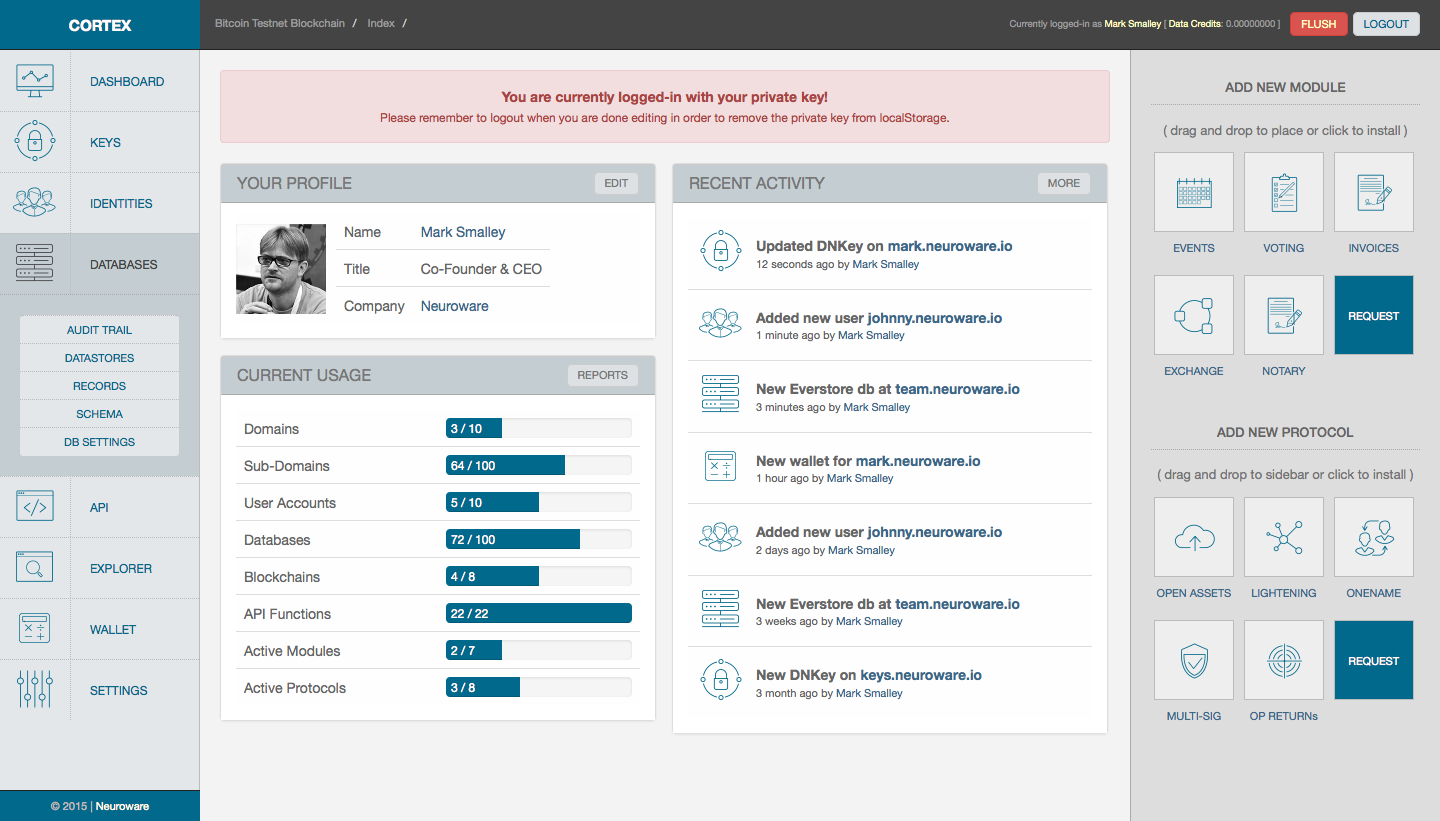 CORTEX
Bitcoin Testnet Blockchain / Index /
Currently logged-in as Mark Smalley | Data Credits: 0.00000000 ]
FLUSH
LOGOUT
DASHBOARD
KEYS
IDENTITIES
DATABASES
AUDIT TRAIL
DATASTORES
RECORDS
SCHEMA
DB SETTINGS
API
EXPLORER
WALLET
SETTINGS
© 2015 | Neuroware
You are currently logged-in with your private key!
Please remember to logout when you are done editing in order to remove the private key from localStorage.
YOUR PROFILE
EDIT
Name Mark Smalley
Title Co-Founder & CEO
Company Neuroware
CURRENT USAGE
REPORTS
Domains 3 / 10
Sub-Domains 64 / 100
User Accounts 5 / 10
Databases 72 / 100
Blockchains 4 / 8
API Functions 22 / 22
Active Modules 2 / 7
Active Protocols 3 / 8
RECENT ACTIVITY
MORE
Updated DNKey on mark.neuroware.io
12 seconds ago by Mark Smalley
Added new user johnny.neuroware.io
1 minute ago by Mark Smalley
New Everstore db at team.neuroware.io
3 minutes ago by Mark Smalley
New wallet for mark.neuroware.io
1 hour ago by Mark Smalley
Added new user johnny.neuroware.io
2 days ago by Mark Smalley
New Everstore db at team.neuroware.io
3 weeks ago by Mark Smalley
New DNKey on keys.neuroware.io
3 month ago by Mark Smalley
ADD NEW MODULE
( drag and drop to place or click to install )
EVENTS
VOTING
INVOICES
EXCHANGE
NOTARY
REQUEST
ADD NEW PROTOCOL
( drag and drop to sidebar or click to install )
OPEN ASSETS
LIGHTENING
ONENAME
MULTI-SIG
OP RETURNs
REQUEST